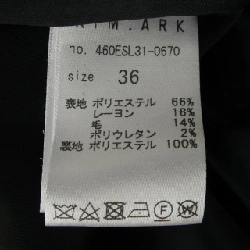 RIM.ARK
no. 460ESL31-0670
size 36
表地 ポリエステル 66%
レーヨン 18%
毛 14%
ポリウレタン 2%
裏地 ポリエステル 100%